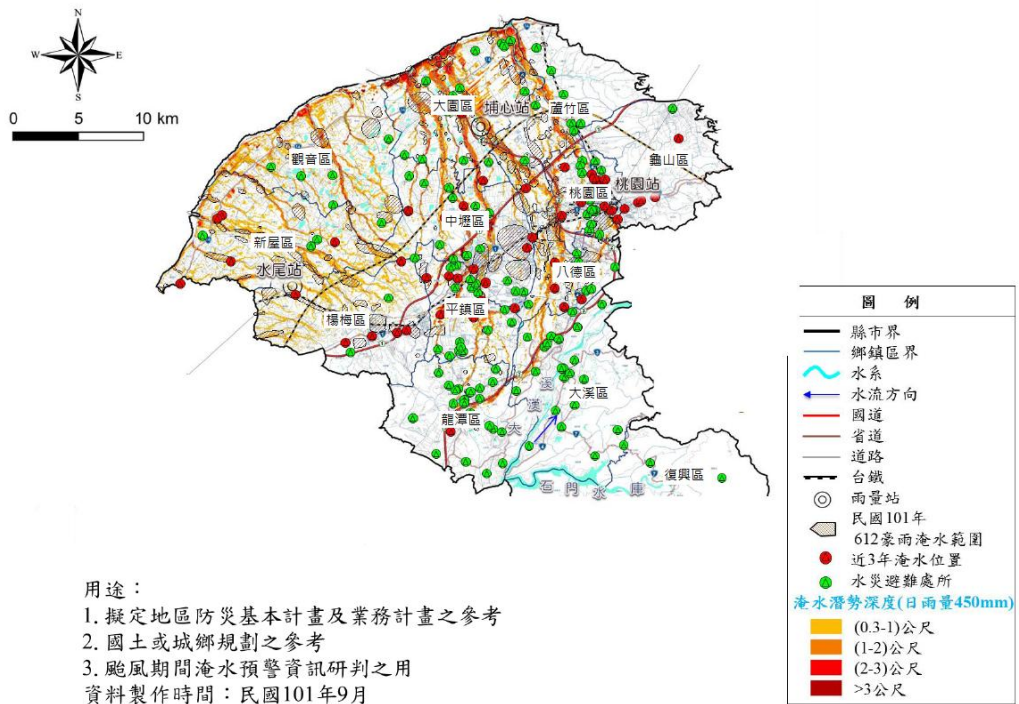 N
W
E
S
0
5
10 km
大園區
埔心站
蘆竹區
觀音區
龜山區
桃園站
桃園區
中壢區
新屋區
水尾站
八德區
平鎮區
楊梅區
大溪區
龍潭區
大
漢
溪
復興區
石門水庫
圖 例
縣市界
鄉鎮區界
水系
水流方向
國道
省道
道路
台鐵
雨量站
民國101年
612豪雨淹水範圍
近3年淹水位置
水災避難處所
淹水潛勢深度(日雨量450mm)
(0.3-1)公尺
(1-2)公尺
(2-3)公尺
>3公尺
用途：
1. 擬定地區防災基本計畫及業務計畫之參考
2. 國土或城鄉規劃之參考
3. 颱風期間淹水預警資訊研判之用
資料製作時間：民國101年9月